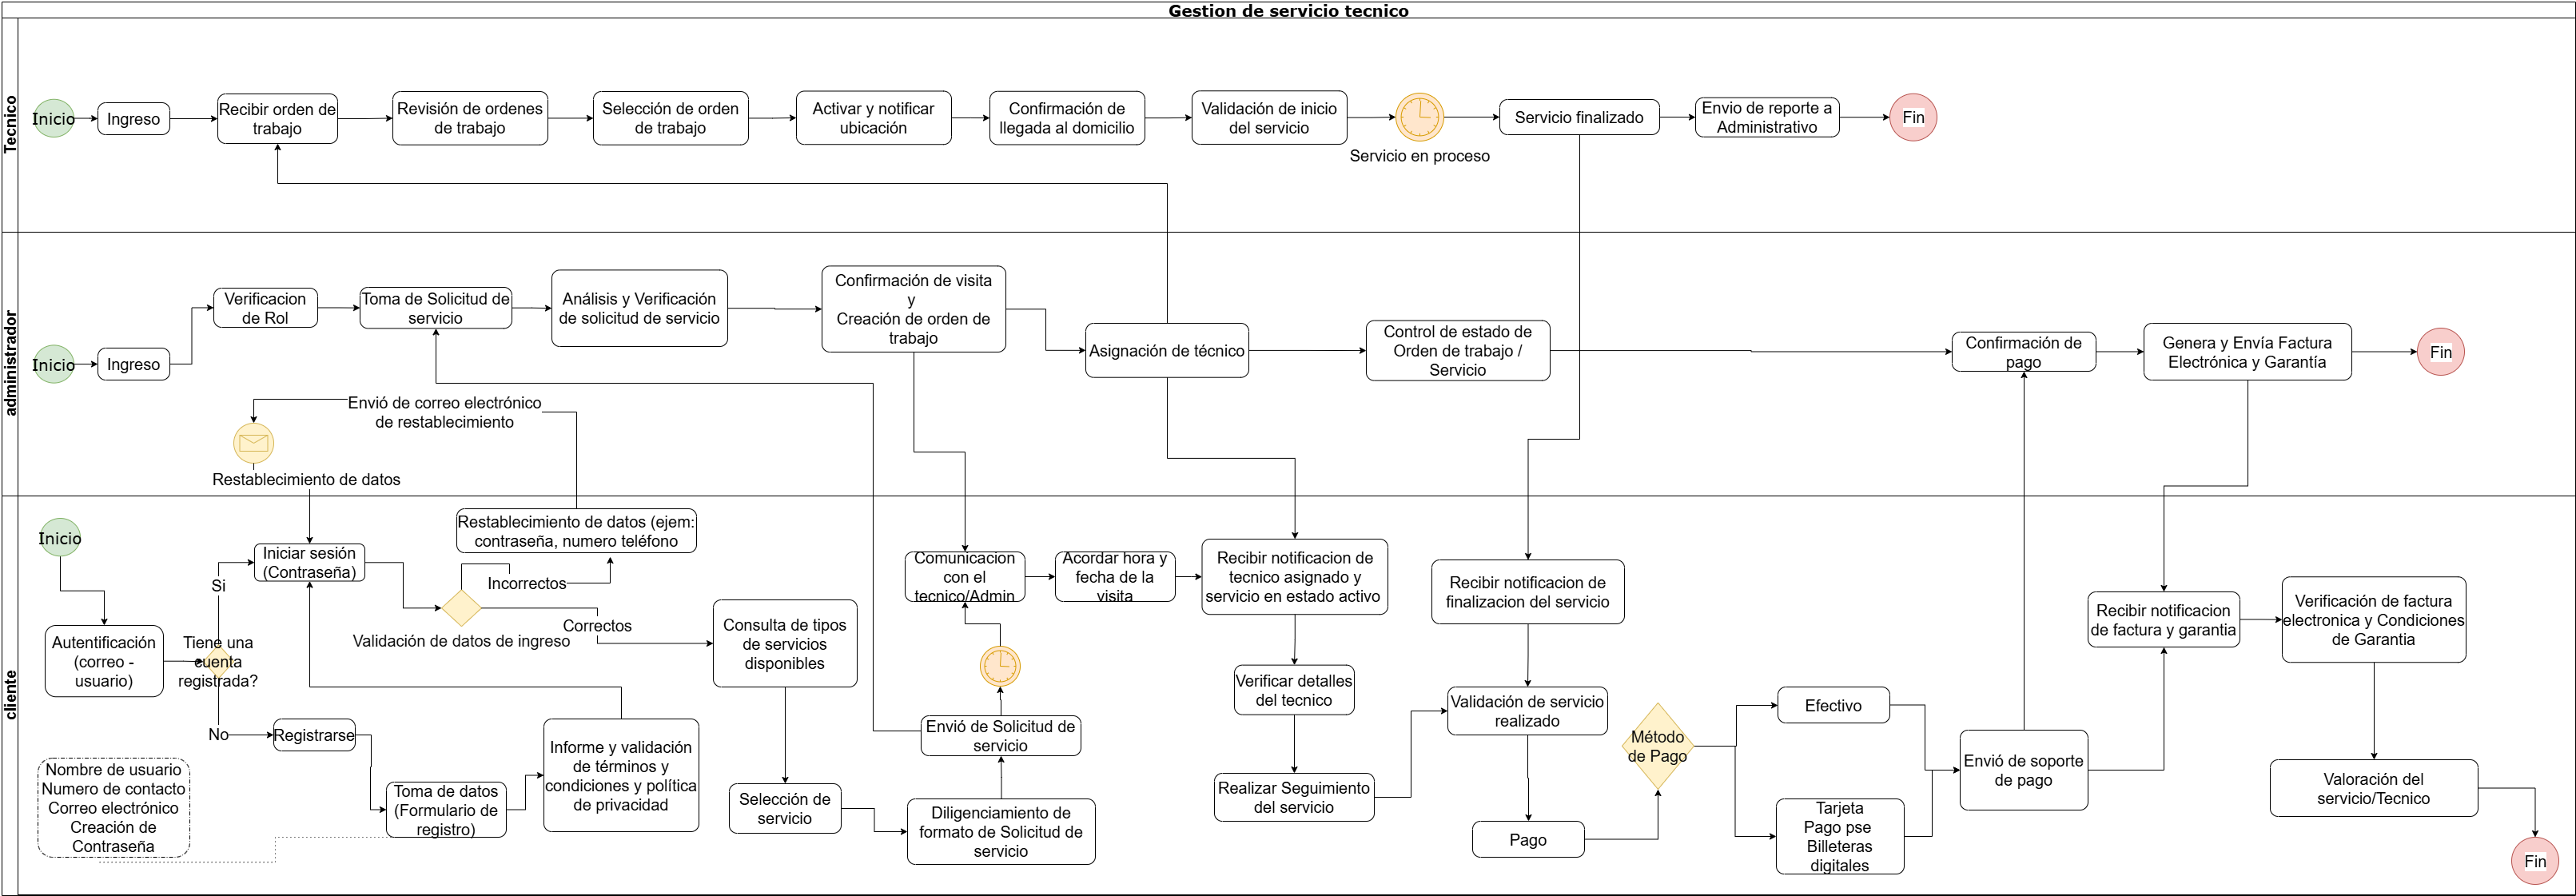 Gestion de servicio tecnico
Tecnico
Inicio
Ingreso
Recibir orden de
trabajo
Revisión de ordenes
de trabajo
Selección de orden
de trabajo
Activar y notificar
ubicación
Confirmación de
llegada al domicilio
Validación de inicio
del servicio
Servicio en proceso
Servicio finalizado
Envio de reporte a
Administrativo
Fin
administrador
Inicio
Ingreso
Verificacion
de Rol
Toma de Solicitud de
servicio
Análisis y Verificación
de solicitud de servicio
Confirmación de visita
y
Creación de orden de
trabajo
Asignación de técnico
Control de estado de
Orden de trabajo /
Servicio
Confirmación de
pago
Genera y Envía Factura
Electrónica y Garantía
Fin
Envió de correo electrónico
de restablecimiento
Restablecimiento de datos
cliente
Inicio
Autentificación
(correo -
usuario)
Tiene una
cuenta
registrada?
Si
No
Iniciar sesión
(Contraseña)
Registrarse
Nombre de usuario
Numero de contacto
Correo electrónico
Creación de
Contraseña
Toma de datos
(Formulario de
registro)
Informe y validación
de términos y
condiciones y política
de privacidad
Restablecimiento de datos (ejem:
contraseña, numero teléfono
Incorrectos
Correctos
Validación de datos de ingreso
Consulta de tipos
de servicios
disponibles
Selección de
servicio
Diligenciamiento de
formato de Solicitud de
servicio
Envió de Solicitud de
servicio
Comunicacion
con el
tecnico/Admin
Acordar hora y
fecha de la
visita
Recibir notificacion de
tecnico asignado y
servicio en estado activo
Verificar detalles
del tecnico
Realizar Seguimiento
del servicio
Recibir notificacion de
finalizacion del servicio
Validación de servicio
realizado
Pago
Método
de Pago
Efectivo
Tarjeta
Pago pse
Billeteras
digitales
Envió de soporte
de pago
Recibir notificacion
de factura y garantia
Verificación de factura
electronica y Condiciones
de Garantia
Valoración del
servicio/Tecnico
Fin